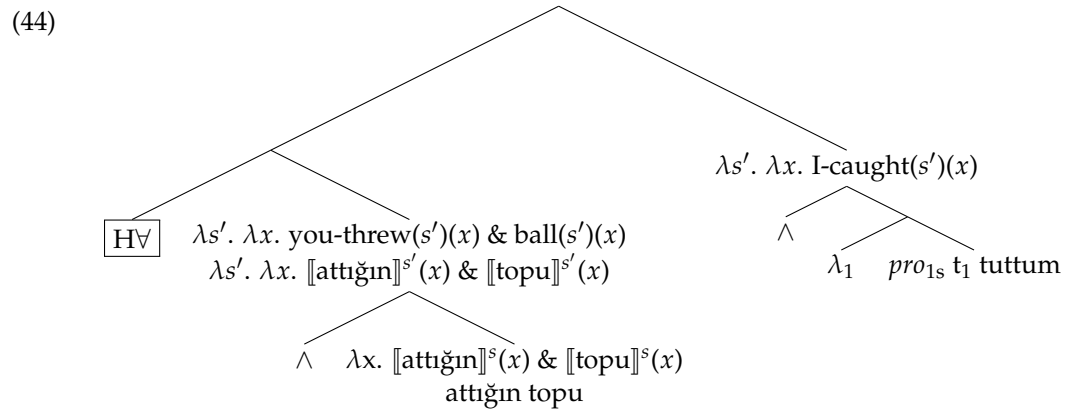 (44)
λs′. λx. I-caught(s′)(x)
H∀ λs′. λx. you-threw(s′)(x) & ball(s′)(x)
∧
λs′. λx. ⟦attığın⟧ˢ′(x) & ⟦topu⟧ˢ′(x)
λ₁ pro₁ₛ t₁ tuttum
∧ λx. ⟦attığın⟧ˢ(x) & ⟦topu⟧ˢ(x)
attığın topu